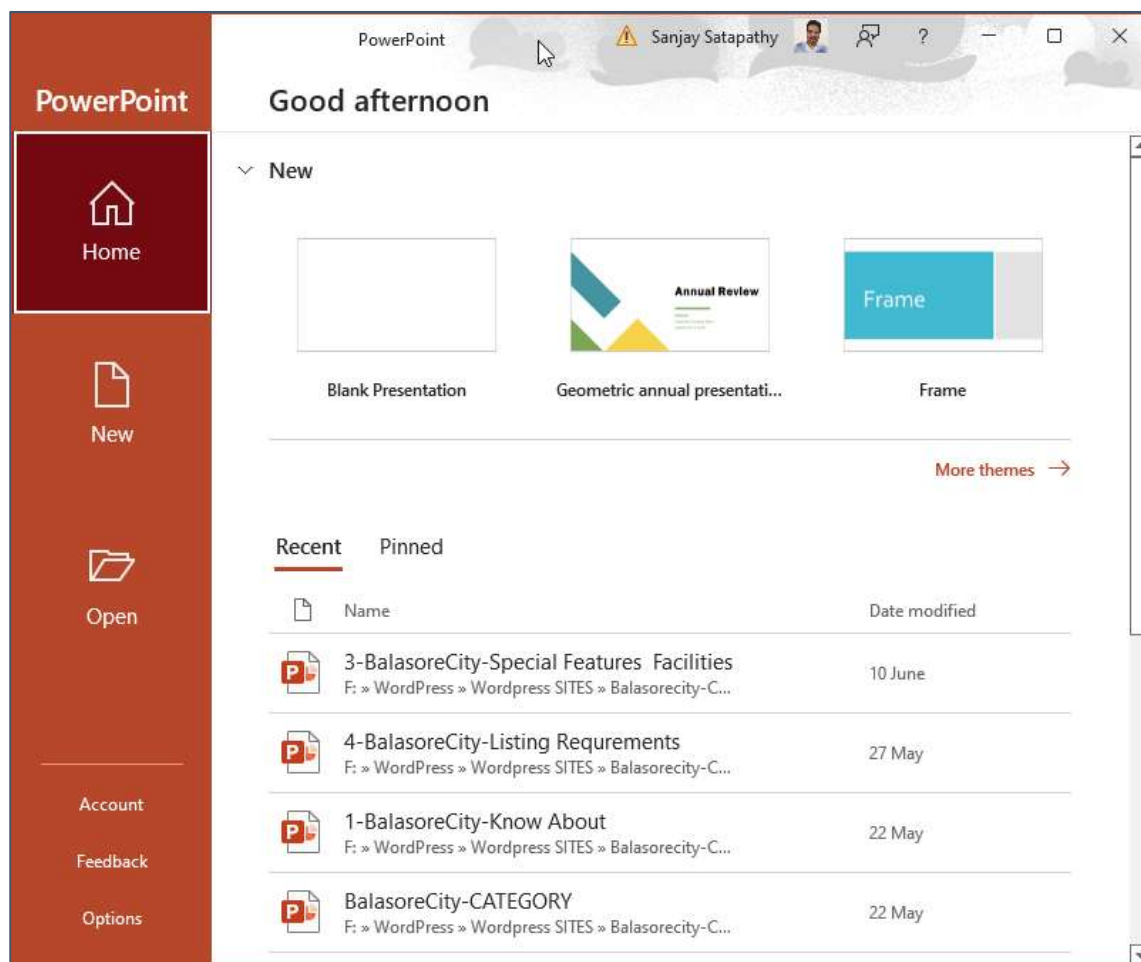 PowerPoint
Sanjay Satapathy
?
PowerPoint
Good afternoon
New
Home
Annual Review
Frame
Blank Presentation
Geometric annual presentati...
Frame
New
More themes
Recent
Pinned
Open
Name
Date modified
3-BalasoreCity-Special Features Facilities
10 June
F: » WordPress » Wordpress SITES » Balasorecity-C...
4-BalasoreCity-Listing Requrements
27 May
F: » WordPress » Wordpress SITES » Balasorecity-C...
1-BalasoreCity-Know About
22 May
F: » WordPress » Wordpress SITES » Balasorecity-C...
BalasoreCity-CATEGORY
22 May
F: » WordPress » Wordpress SITES » Balasorecity-C...
Account
Feedback
Options